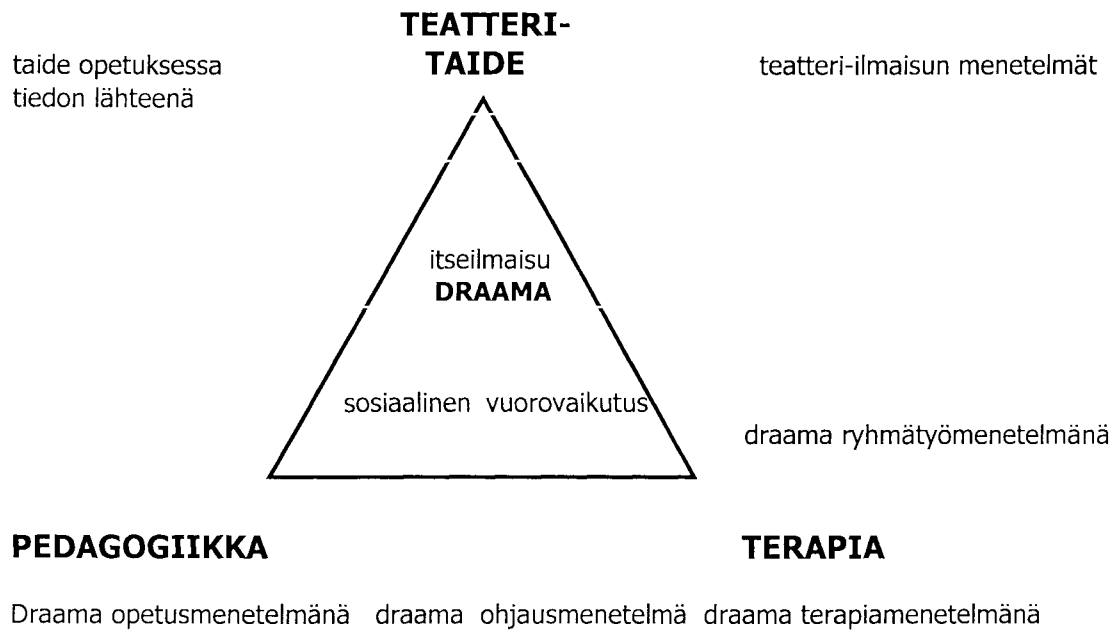 TEATTERI-
TAIDE
taide opetuksessa
tiedon lähteenä
teatteri-ilmaisun menetelmät
itseilmaisu
DRAAMA
sosiaalinen vuorovaikutus
draama ryhmätyömenetelmänä
PEDAGOGIIKKA
TERAPIA
Draama opetusmenetelmänä draama ohjausmenetelmä draama terapiamenetelmänä